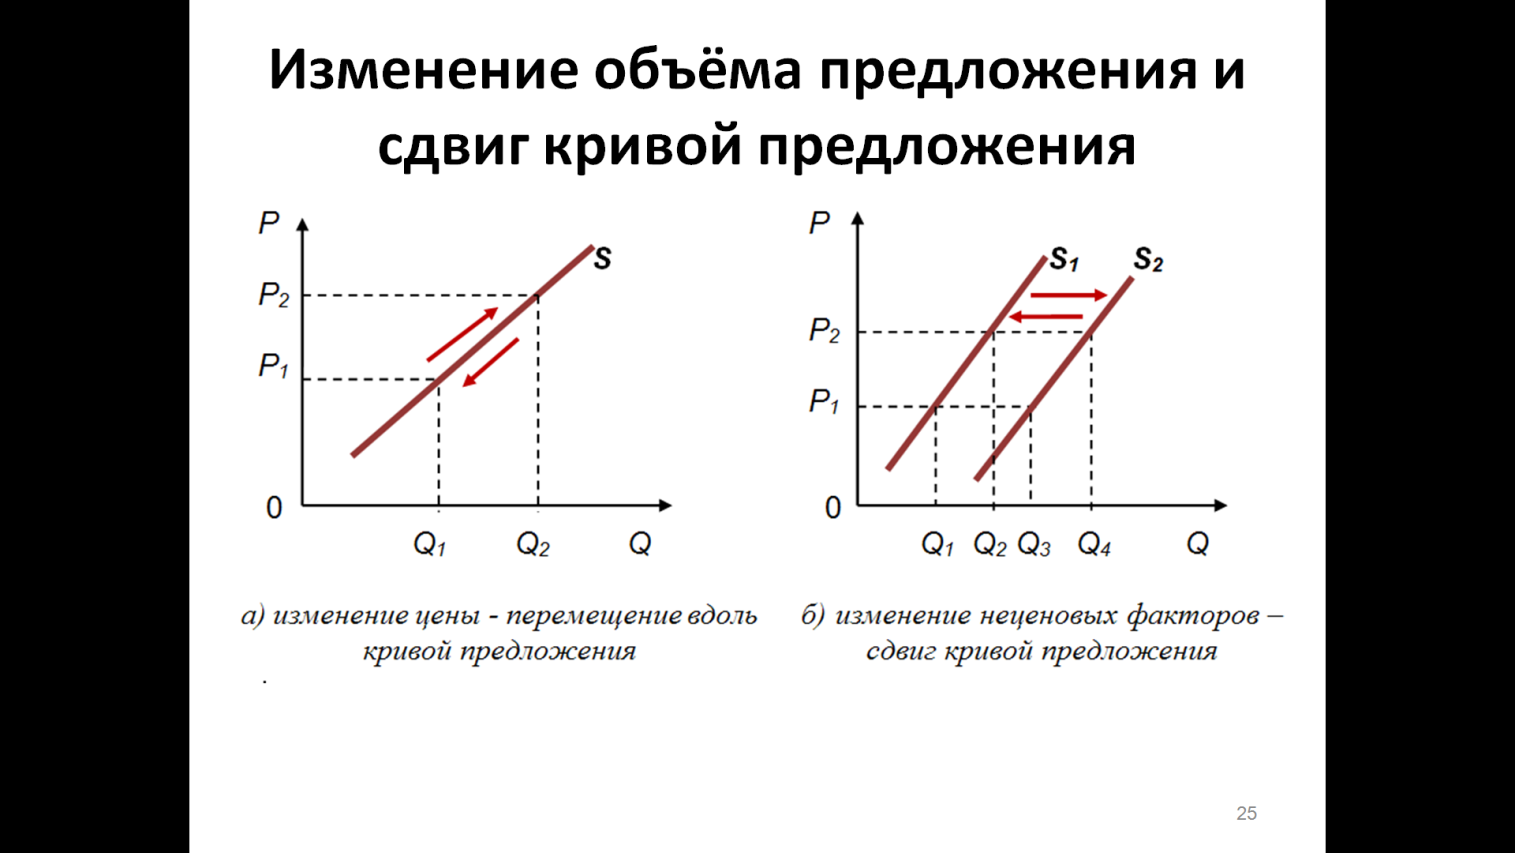 Изменение объёма предложения и
сдвиг кривой предложения
P
S
P2
P1
0
Q1 Q2 Q
а) изменение цены - перемещение вдоль
кривой предложения
.
P
S1 S2
P2
P1
0
Q1 Q2 Q3 Q4 Q
б) изменение неценовых факторов –
сдвиг кривой предложения
25